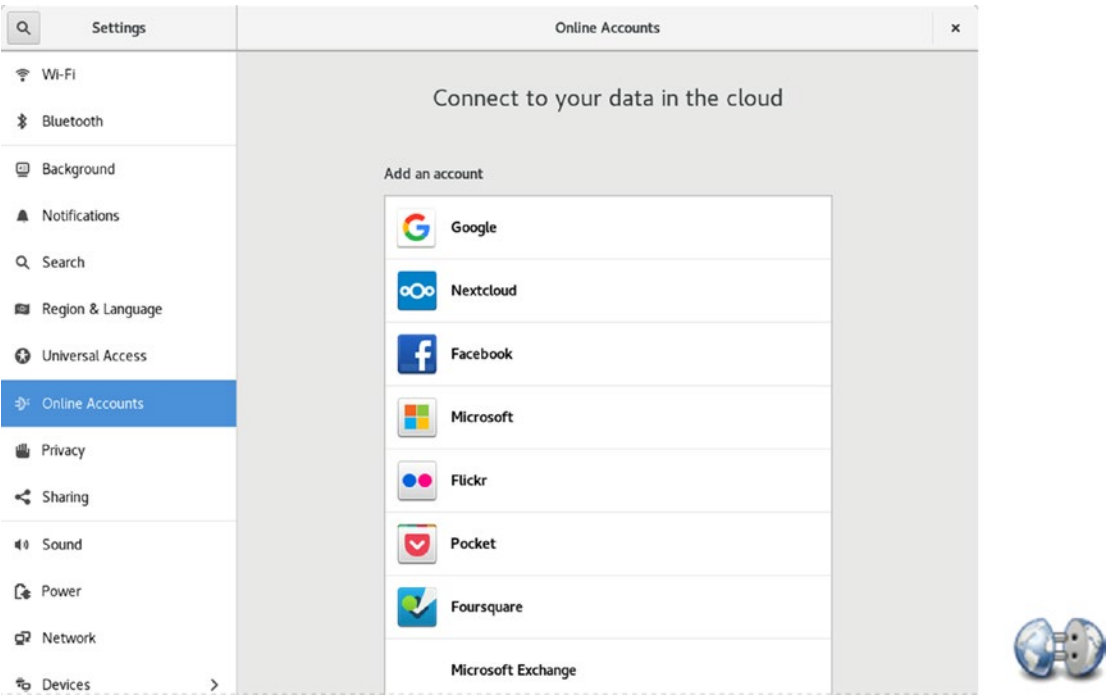 Settings
Online Accounts
Wi-Fi
Bluetooth
Background
Notifications
Search
Region & Language
Universal Access
Online Accounts
Privacy
Sharing
Sound
Power
Network
Devices
Connect to your data in the cloud
Add an account
Google
Nextcloud
Facebook
Microsoft
Flickr
Pocket
Foursquare
Microsoft Exchange